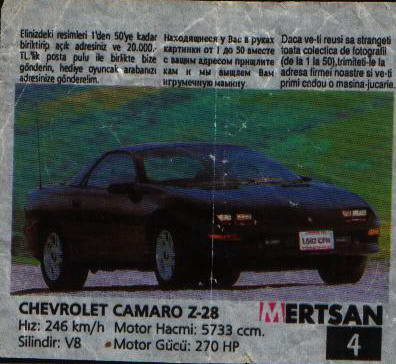 Elinizdeki resimleri 1'den 50'ye kadar
biriktirip açık adresiniz ve 20.000.-
TL.'lik posta pulu ile birlikte bize
gönderin, hediye oyuncak arabanızı
adresinize gönderelim.
Находящиеся у Вас в руках
картинки от 1 до 50 вместе
с вашим адресом пришлите
нам и мы вышлем Вам
игрумечную машину.
Daca ve-ti reusi sa strangeti
toata colectica de fotografii
(de la 1 la 50),trimiteti-le la
adresa firmei noastre si ve-ti
primi cadou o masina-jucarie.
CHEVROLET CAMARO Z-28
Hız: 246 km/h Motor Hacmi: 5733 ccm.
Silindir: V8 •Motor Gücü: 270 HP
MERTSAN
4